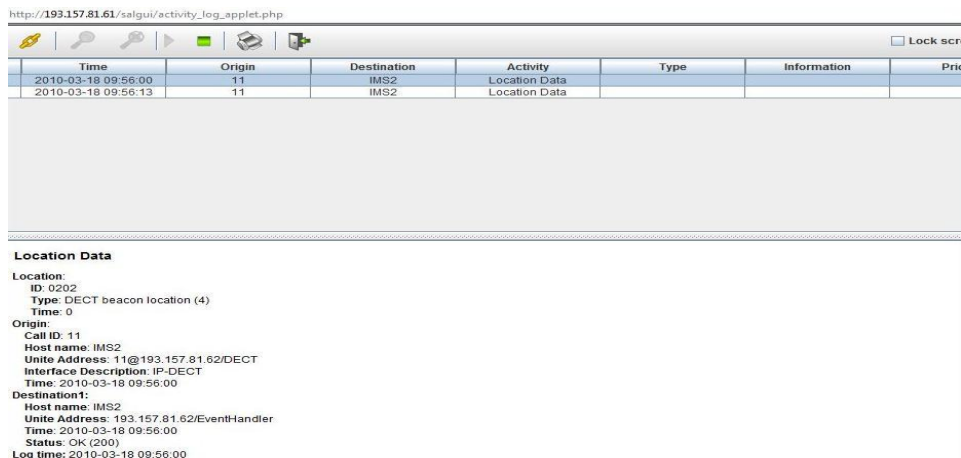 http://193.157.81.61/salgui/activity_log_applet.php
Lock scr
Time Origin Destination Activity Type Information Pri
2010-03-18 09:56:00 11 IMS2 Location Data
2010-03-18 09:56:13 11 IMS2 Location Data
Location Data
Location:
ID: 0202
Type: DECT beacon location (4)
Time: 0
Origin:
Call ID: 11
Host name: IMS2
Unite Address: 11@193.157.81.62/DECT
Interface Description: IP-DECT
Time: 2010-03-18 09:56:00
Destination1:
Host name: IMS2
Unite Address: 193.157.81.62/EventHandler
Time: 2010-03-18 09:56:00
Status: OK (200)
Log time: 2010-03-18 09:56:00